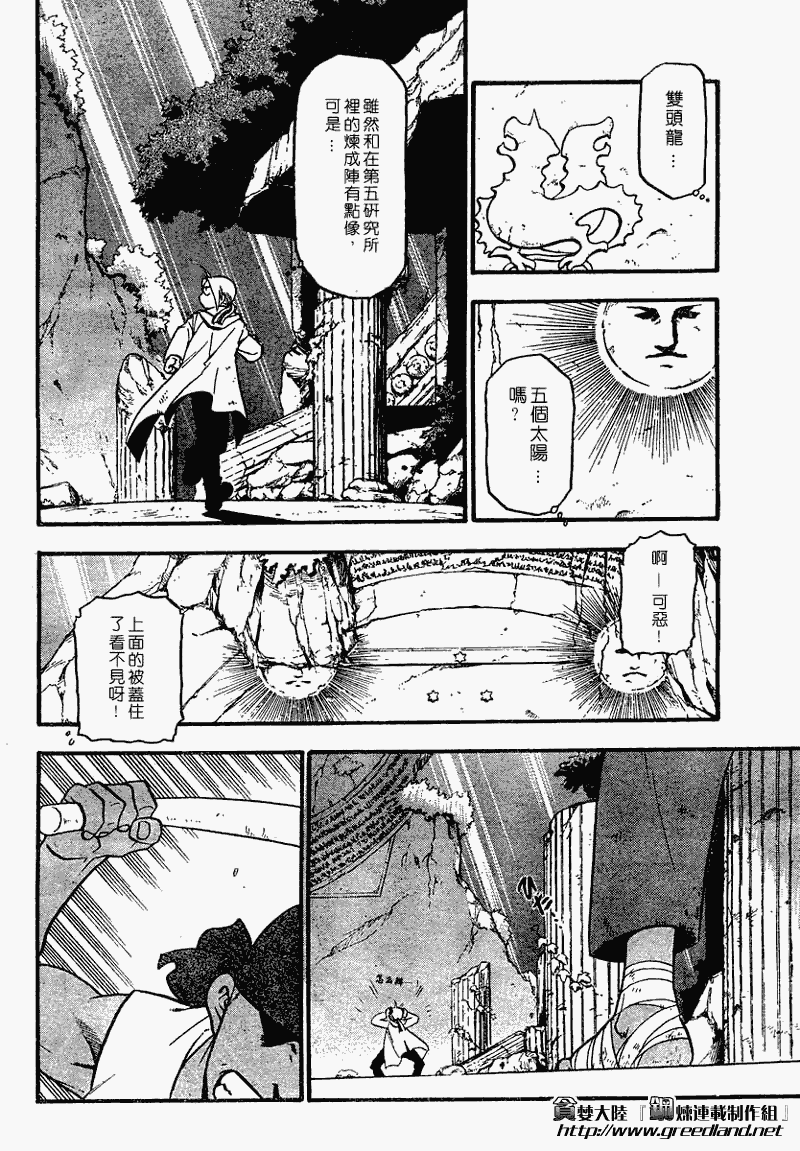 雙頭龍…
五個太陽…
嗎？
雖然和在第五研究所
裡的煉成陣有點像，
可是…
啊—可惡！
上面的被蓋住
了看不見呀！
貪婪大陸『鋼煉連載制作組』
http://www.greedland.net